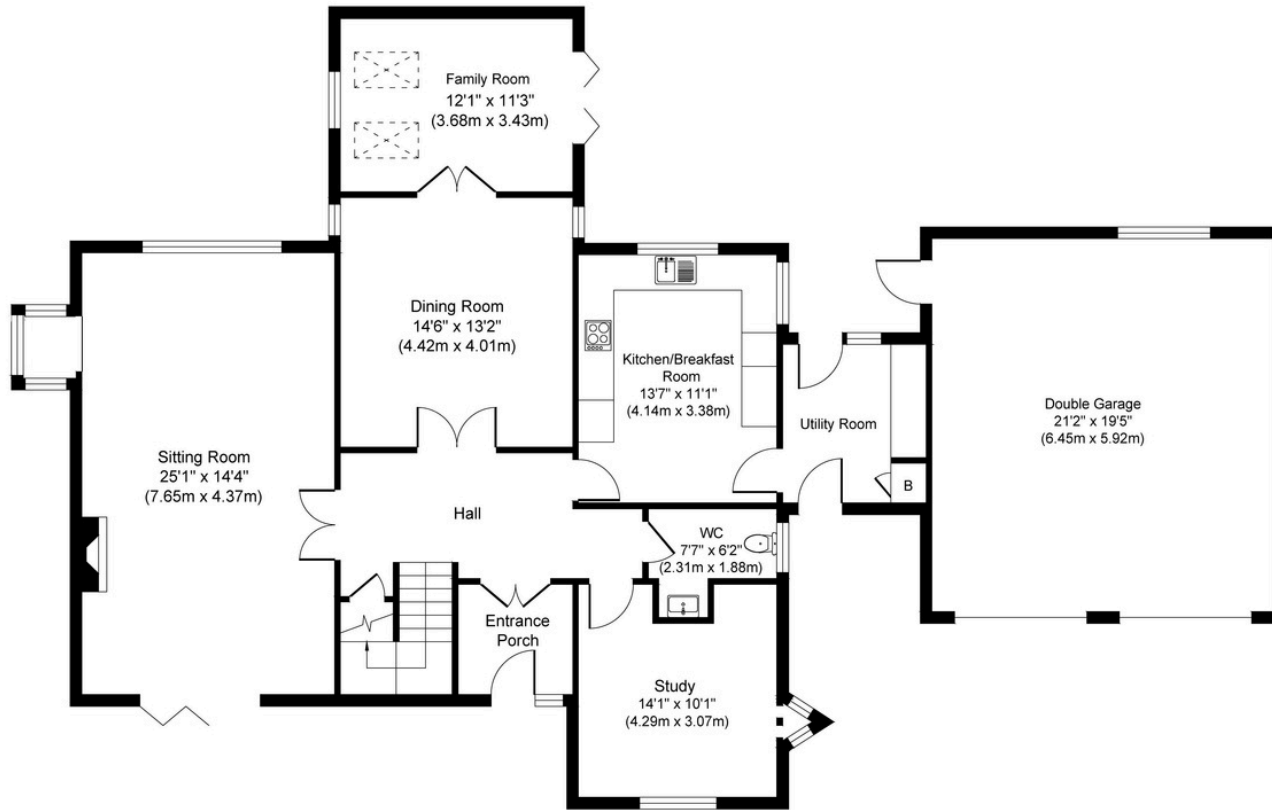 Family Room
12'1" x 11'3"
(3.68m x 3.43m)
Dining Room
14'6" x 13'2"
(4.42m x 4.01m)
Kitchen/Breakfast
Room
13'7" x 11'1"
(4.14m x 3.38m)
Utility Room
B
Double Garage
21'2" x 19'5"
(6.45m x 5.92m)
Sitting Room
25'1" x 14'4"
(7.65m x 4.37m)
Hall
WC
7'7" x 6'2"
(2.31m x 1.88m)
Entrance
Porch
Study
14'1" x 10'1"
(4.29m x 3.07m)